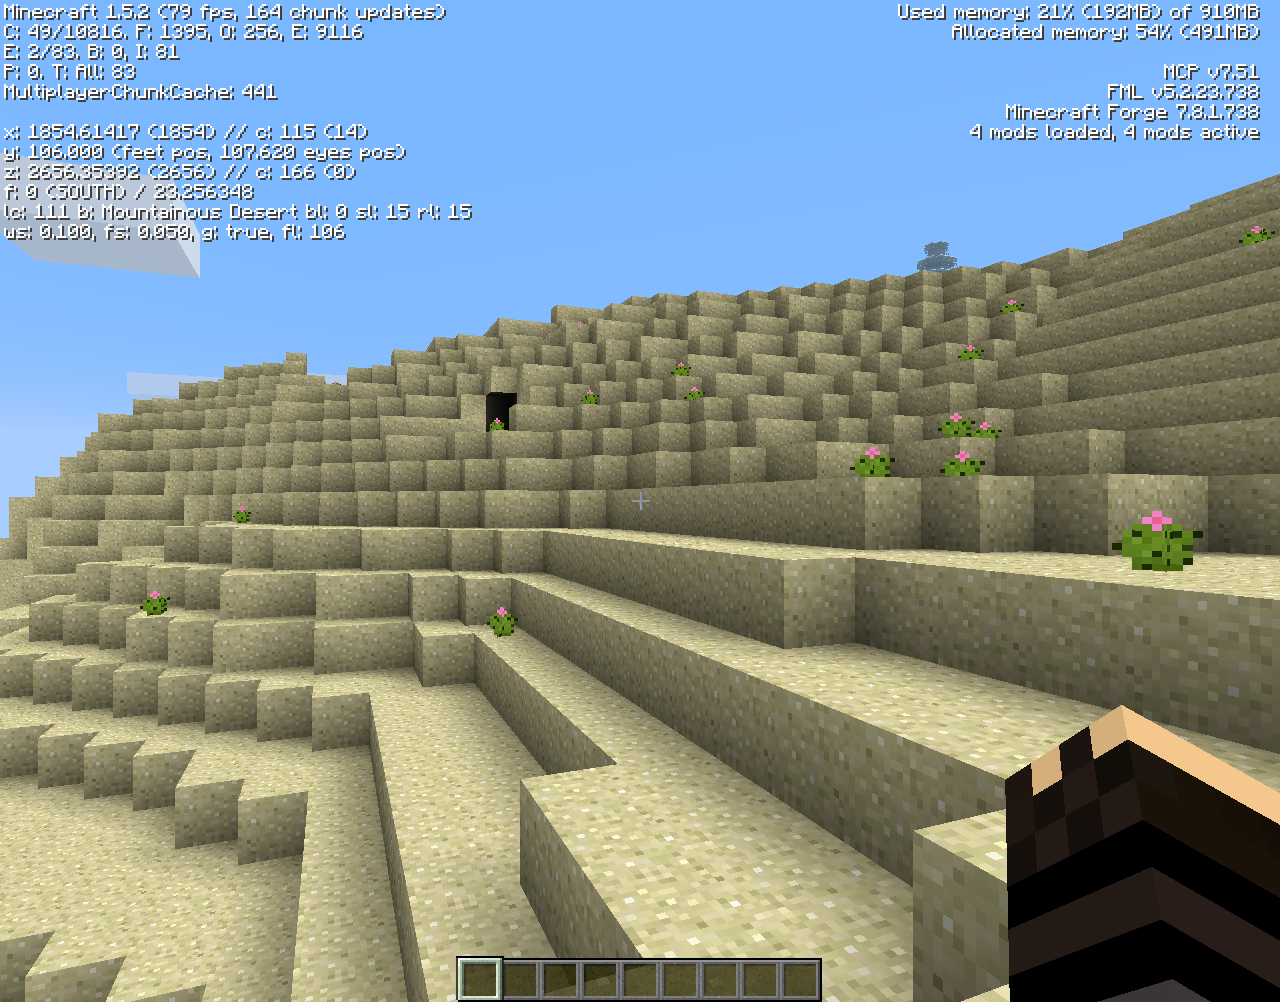 Minecraft 1.5.2 (79 fps, 164 chunk updates)
C: 49/10816, F: 1395, O: 256, E: 9116
E: 2/83, B: 0, I: 81
P: 0, T: All: 83
MultiplayerChunkCache: 441
x: 1854.61417 (1854) // c: 115 (14)
y: 106.000 (feet pos, 107.620 eyes pos)
z: 2656.35392 (2656) // c: 166 (0)
f: 0 (SOUTH) / 23.256348
lc: 111 b: Mountainous Desert bl: 0 sl: 15 rl: 15
ws: 0.100, fs: 0.050, g: true, fl: 106
Used memory: 21% (192MB) of 910MB
Allocated memory: 54% (491MB)
MCP v7.51
FML v5.2.23.738
Minecraft Forge 7.8.1.738
4 mods loaded, 4 mods active